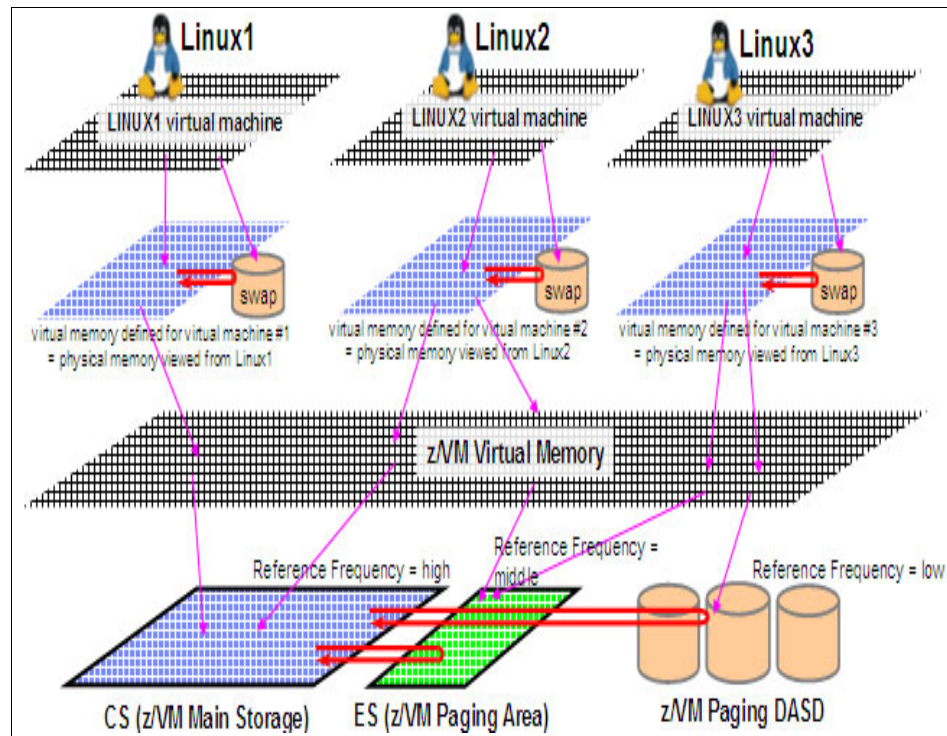 Linux1
Linux2
Linux3
LINUX1 virtual machine
LINUX2 virtual machine
LINUX3 virtual machine
swap
swap
swap
virtual memory defined for virtual machine #1
= physical memory viewed from Linux1
virtual memory defined for virtual machine #2
= physical memory viewed from Linux2
virtual memory defined for virtual machine #3
= physical memory viewed from Linux3
z/VM Virtual Memory
Reference Frequency = high
Reference Frequency =
middle
Reference Frequency = low
CS (z/VM Main Storage)
ES (z/VM Paging Area)
z/VM Paging DASD